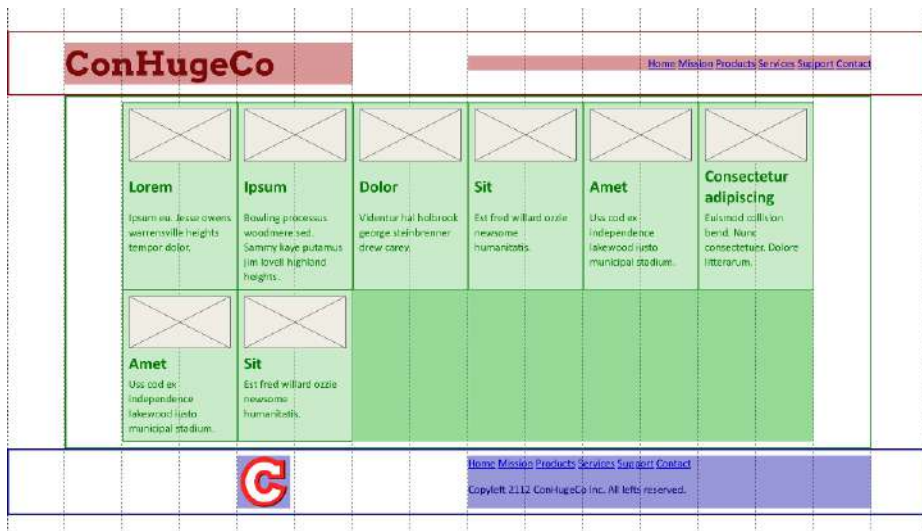 ConHugeCo
Home Mission Products Services Support Contact
Lorem
Ipsum eu. Jesse owens
warrensville heights
tempor dolor.
Ipsum
Bowling processus
woodmere sed.
Sammy kaye putamus
jim lovell highland
heights.
Dolor
Videntur hal holbrook
george steinbrenner
drew carey.
Sit
Est fred willard ozzie
newsome
humanitatis.
Amet
Uss cod ex
independence
lakewood iusto
municipal stadium.
Consectetur
adipiscing
Euismod collision
bend. Nunc
consectetuer. Dolore
litterarum.
Amet
Uss cod ex
independence
lakewood iusto
municipal stadium.
Sit
Est fred willard ozzie
newsome
humanitatis.
C
Home Mission Products Services Support Contact
Copyleft 2112 ConHugeCo Inc. All lefts reserved.